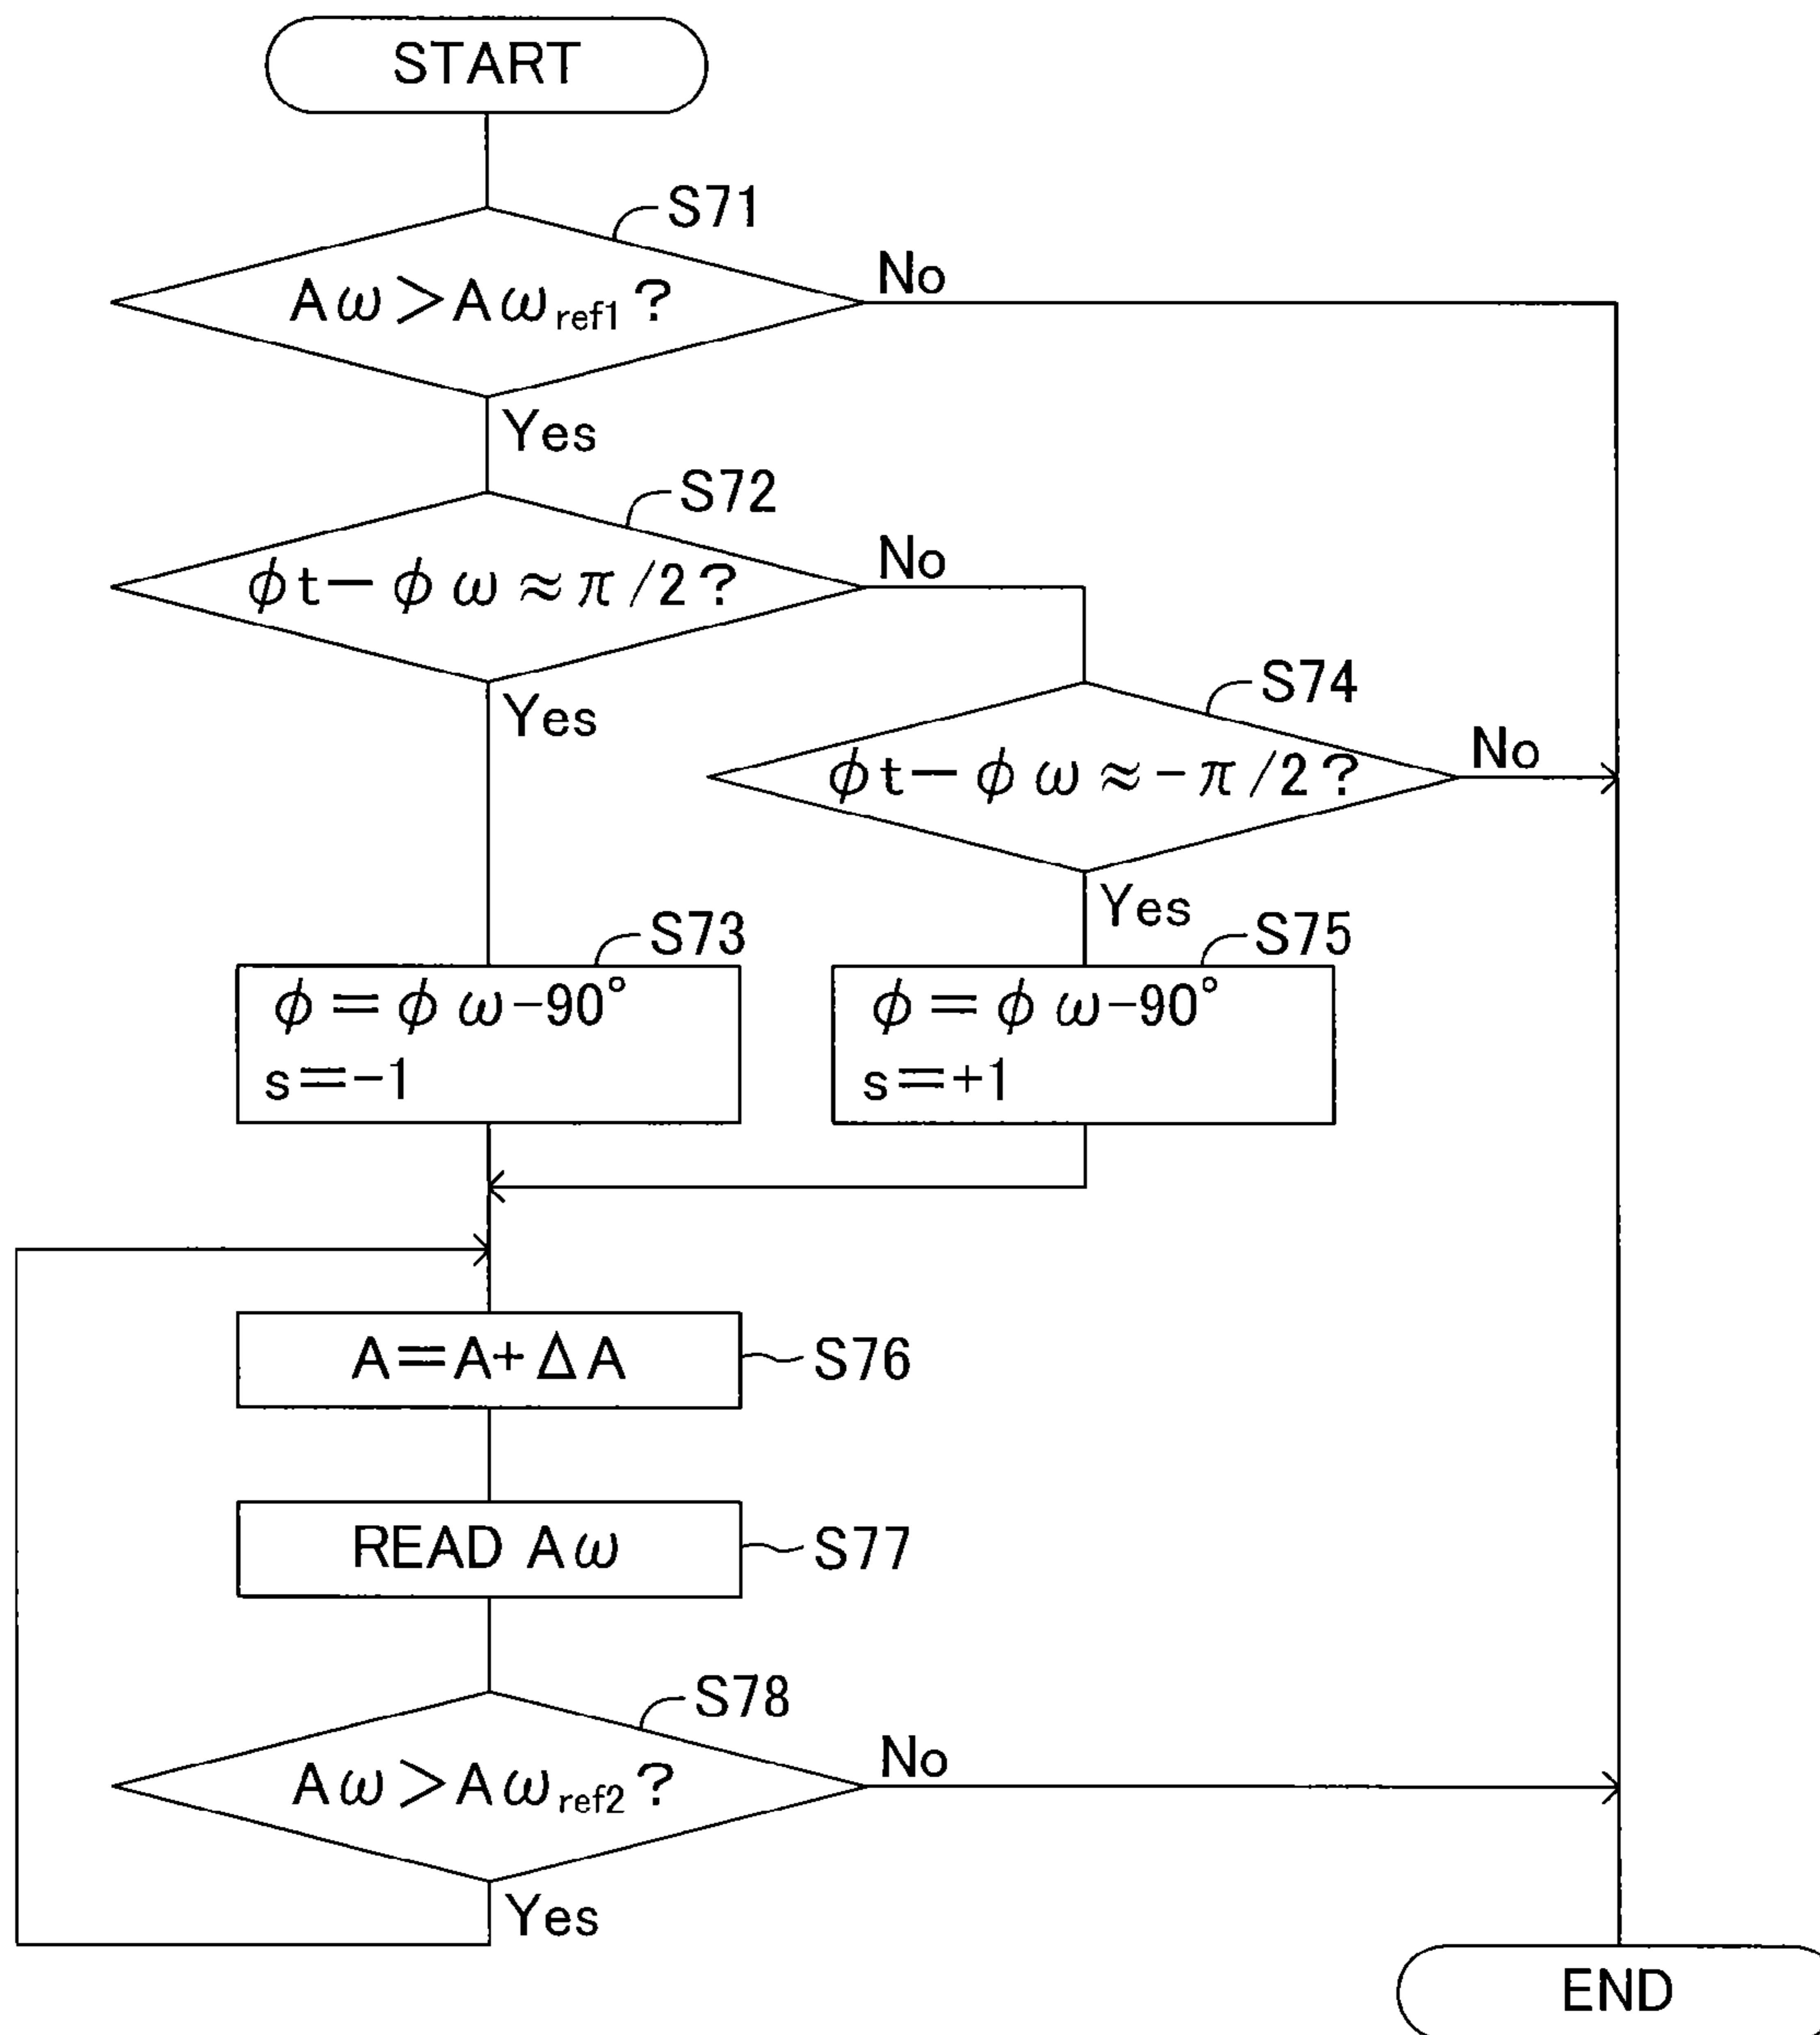 START
S71
Aω>Aωref1?
No
Yes
S72
φt-φω≈π/2?
No
Yes
S74
φt-φω≈-π/2?
No
Yes
S73
φ=φω-90°
s=-1
S75
φ=φω-90°
s=+1
A=A+ΔA
S76
READ Aω
S77
S78
Aω>Aωref2?
No
Yes
END